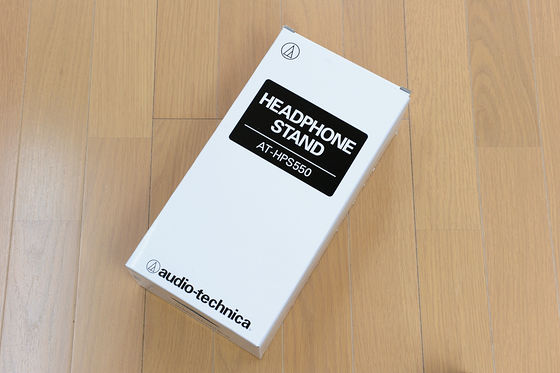 HEADPHONE
STAND
AT-HPS550
audio-technica